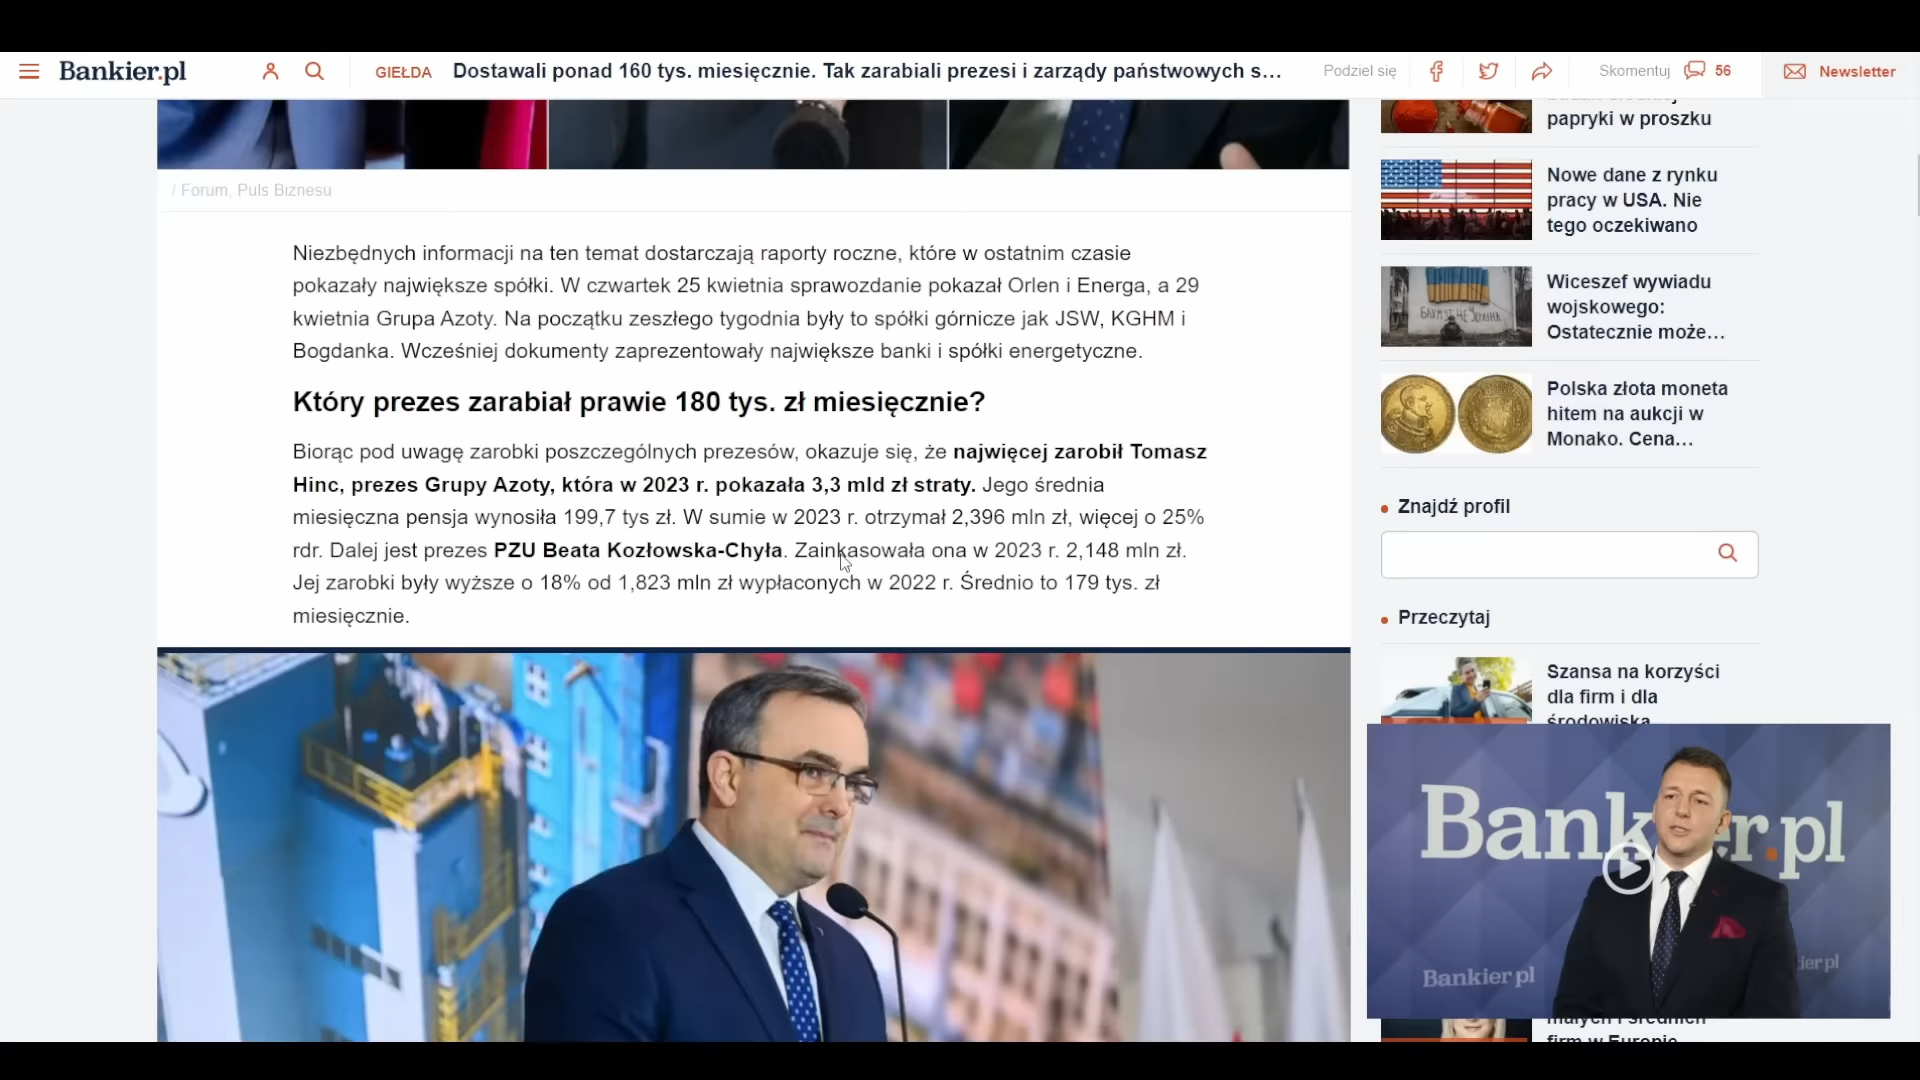 Bankier.pl
GIEŁDA
Dostawali ponad 160 tys. miesięcznie. Tak zarabiali prezesi i zarządy państwowych s...
Podziel się
Skomentuj
56
Newsletter
/ Forum, Puls Biznesu
Niezbędnych informacji na ten temat dostarczają raporty roczne, które w ostatnim czasie
pokazały największe spółki. W czwartek 25 kwietnia sprawozdanie pokazał Orlen i Energa, a 29
kwietnia Grupa Azoty. Na początku zeszłego tygodnia były to spółki górnicze jak JSW, KGHM i
Bogdanka. Wcześniej dokumenty zaprezentowały największe banki i spółki energetyczne.
Który prezes zarabiał prawie 180 tys. zł miesięcznie?
Biorąc pod uwagę zarobki poszczególnych prezesów, okazuje się, że najwięcej zarobił Tomasz
Hinc, prezes Grupy Azoty, która w 2023 r. pokazała 3,3 mld zł straty. Jego średnia
miesięczna pensja wynosiła 199,7 tys zł. W sumie w 2023 r. otrzymał 2,396 mln zł, więcej o 25%
rdr. Dalej jest prezes PZU Beata Kozłowska-Chyła. Zainkasowała ona w 2023 r. 2,148 mln zł.
Jej zarobki były wyższe o 18% od 1,823 mln zł wypłaconych w 2022 r. Średnio to 179 tys. zł
miesięcznie.
papryki w proszku
Nowe dane z rynku
pracy w USA. Nie
tego oczekiwano
Wiceszef wywiadu
wojskowego:
Ostatecznie może...
Polska złota moneta
hitem na aukcji w
Monako. Cena...
Znajdź profil
Przeczytaj
Szansa na korzyści
dla firm i dla
środowiska
Bankier.pl
Bankier.pl
ier.pl
małych i średnich
firm w Europie